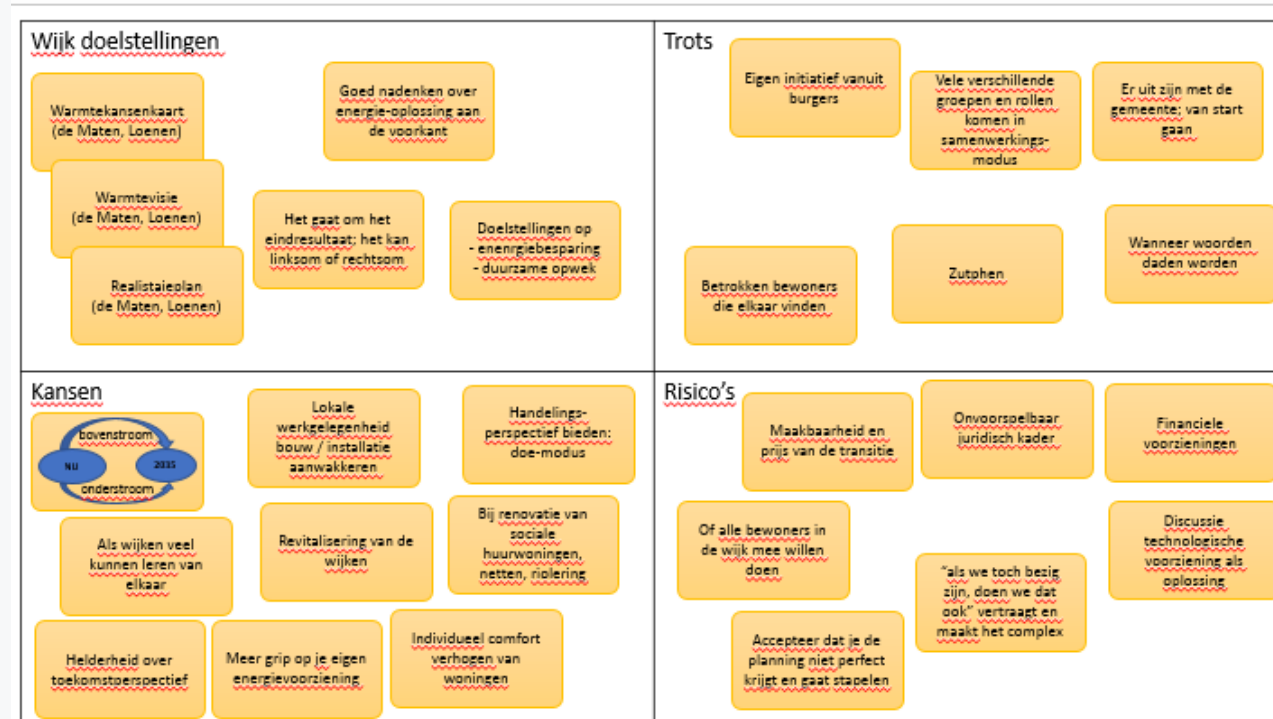 Wijk doelstellingen
Warmtekansenkaart
(de Maten, Loenen)
Warmtevisie
(de Maten, Loenen)
Realistaieplan
(de Maten, Loenen)
Goed nadenken over
energie-oplossing aan
de voorkant
Het gaat om het
eindresultaat; het kan
linksom of rechtsom
Doelstellingen op
- enenrgiebesparing
- duurzame opwek
Trots
Eigen initiatief vanuit
burgers
Vele verschillende
groepen en rollen
komen in
samenwerkings-
modus
Er uit zijn met de
gemeente; van start
gaan
Betrokken bewoners
die elkaar vinden
Zutphen
Wanneer woorden
daden worden
Kansen
bovenstroom
NU
2035
onderstroom
Lokale
werkgelegenheid
bouw / installatie
aanwakkeren
Handelings-
perspectief bieden:
doe-modus
Als wijken veel
kunnen leren van
elkaar
Revitalisering van de
wijken
Bij renovatie van
sociale
huurwoningen,
netten, riolering
Helderheid over
toekomstperspectief
Meer grip op je eigen
energievoorziening
Individueel comfort
verhogen van
woningen
Risico's
Maakbaarheid en
prijs van de transitie
Onvoorspelbaar
juridisch kader
Financiele
voorzieningen
Of alle bewoners in
de wijk mee willen
doen
"als we toch bezig
zijn, doen we dat
ook" vertraagt en
maakt het complex
Discussie
technologische
voorziening als
oplossing
Accepteer dat je de
planning niet perfect
krijgt en gaat stapelen